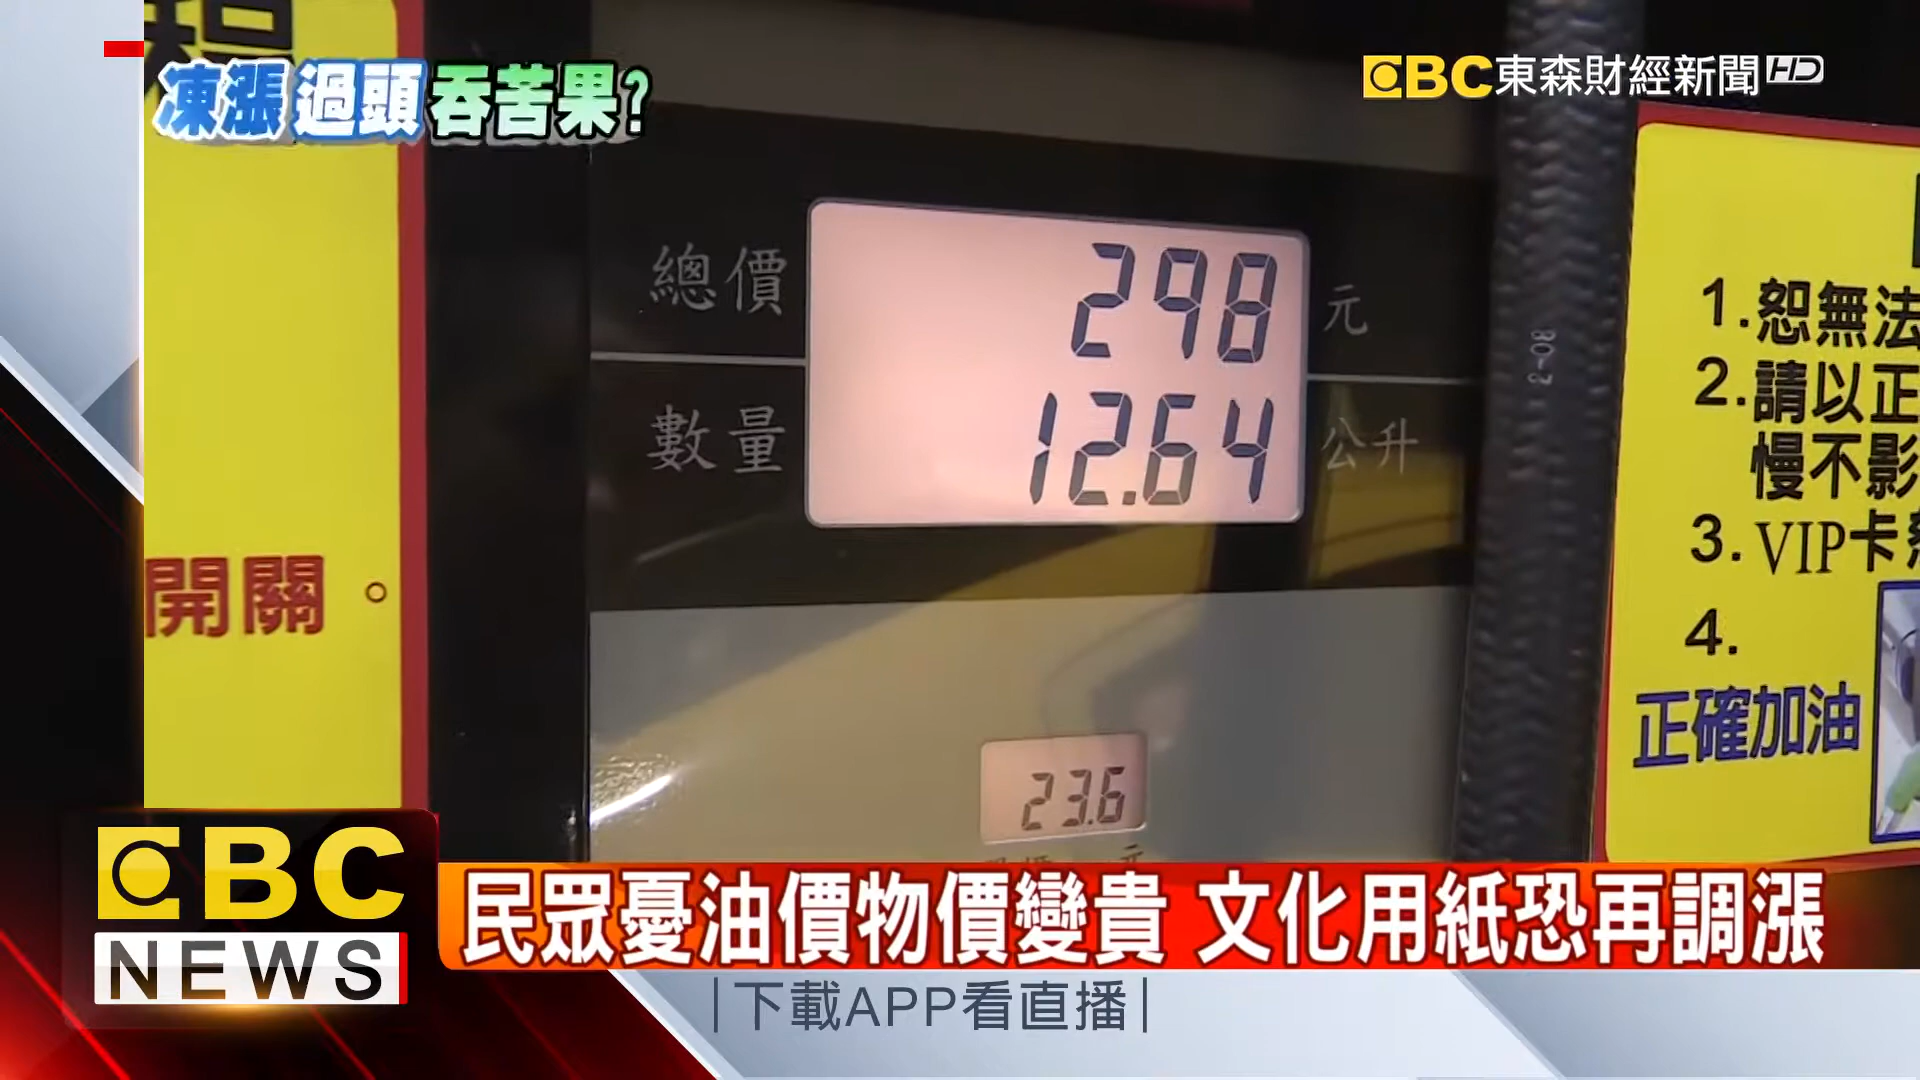 凍漲過頭吞苦果?
EBC東森財經新聞HD
總價 298 元
數量 12.64 公升
23.6
2-08
開關。
1.恕無法
2.請以正
慢不影
3.VIP卡
4.
正確加油
EBC
NEWS
民眾憂油價物價變貴 文化用紙恐再調漲
|下載APP看直播|